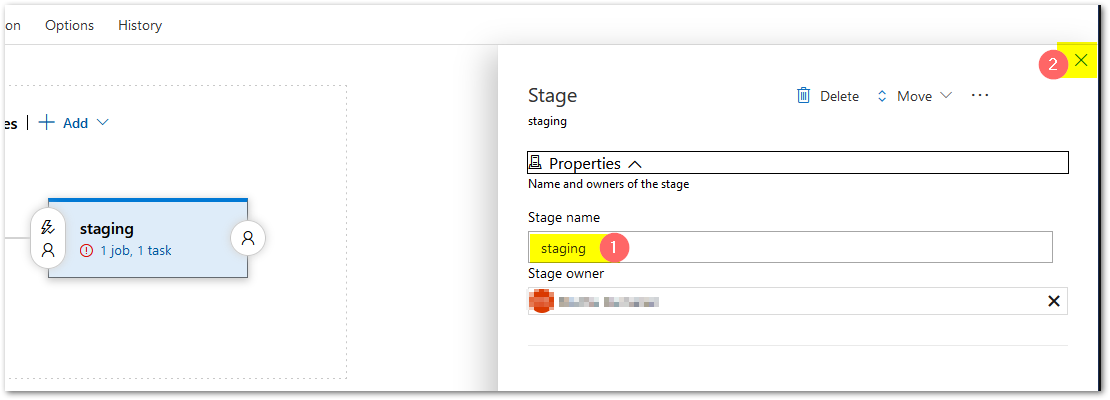 on Options History
2
Stage
Delete Move ...
staging
es | + Add
Properties
Name and owners of the stage
staging
1 job, 1 task
Stage name
staging 1
Stage owner